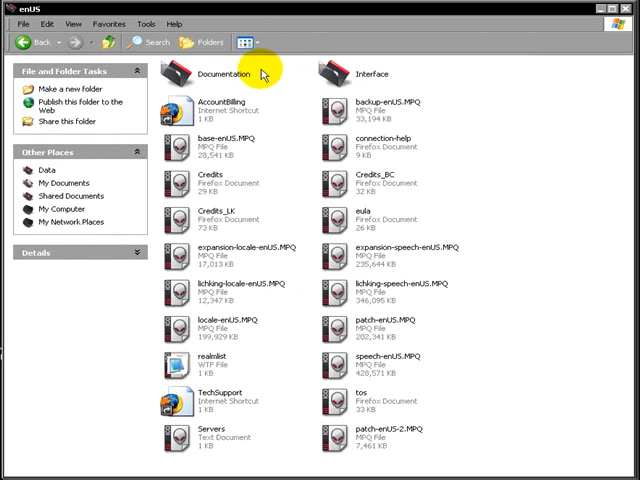 enUS
File Edit View Favorites Tools Help
Back Search Folders
File and Folder Tasks
Make a new folder
Publish this folder to the
Web
Share this folder
Other Places
Data
My Documents
Shared Documents
My Computer
My Network Places
Details
Documentation
Interface
AccountBilling
Internet Shortcut
1 KB
backup-enUS.MPQ
MPQ File
33,194 KB
base-enUS.MPQ
MPQ File
28,541 KB
connection-help
Firefox Document
9 KB
Credits
Firefox Document
29 KB
Credits_BC
Firefox Document
32 KB
Credits_LK
Firefox Document
73 KB
eula
Firefox Document
26 KB
expansion-locale-enUS.MPQ
MPQ File
17,013 KB
expansion-speech-enUS.MPQ
MPQ File
235,644 KB
lichking-locale-enUS.MPQ
MPQ File
12,347 KB
lichking-speech-enUS.MPQ
MPQ File
346,095 KB
locale-enUS.MPQ
MPQ File
199,929 KB
patch-enUS.MPQ
MPQ File
202,341 KB
realmlist
WTF File
1 KB
speech-enUS.MPQ
MPQ File
428,571 KB
TechSupport
Internet Shortcut
1 KB
tos
Firefox Document
33 KB
Servers
Text Document
1 KB
patch-enUS-2.MPQ
MPQ File
7,461 KB